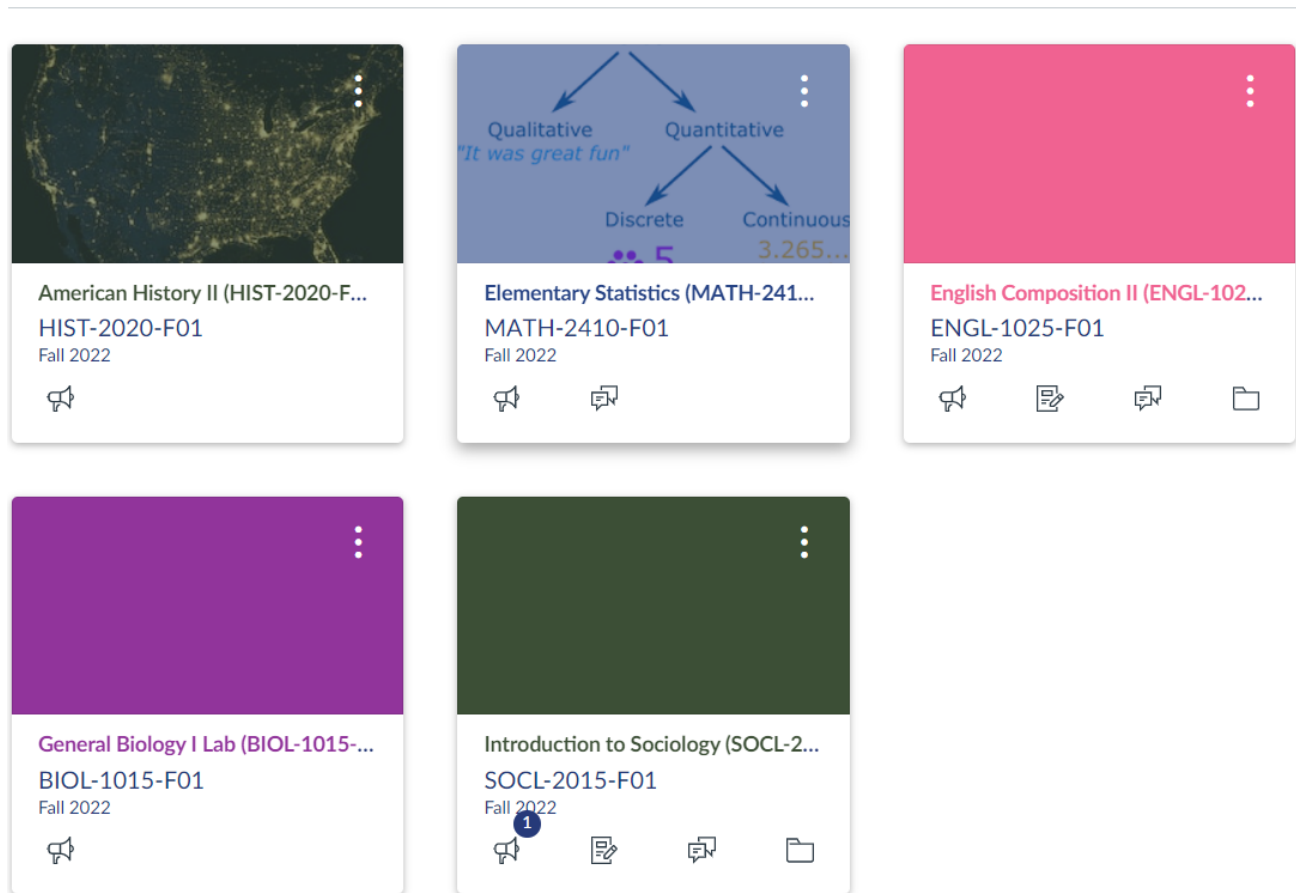 Qualitative Quantitative
"It was great fun"
Discrete Continuous
5 3.265...
American History II (HIST-2020-F...
HIST-2020-F01
Fall 2022
Elementary Statistics (MATH-241...
MATH-2410-F01
Fall 2022
English Composition II (ENGL-102...
ENGL-1025-F01
Fall 2022
General Biology I Lab (BIOL-1015-...
BIOL-1015-F01
Fall 2022
Introduction to Sociology (SOCL-2...
SOCL-2015-F01
Fall 2022
1